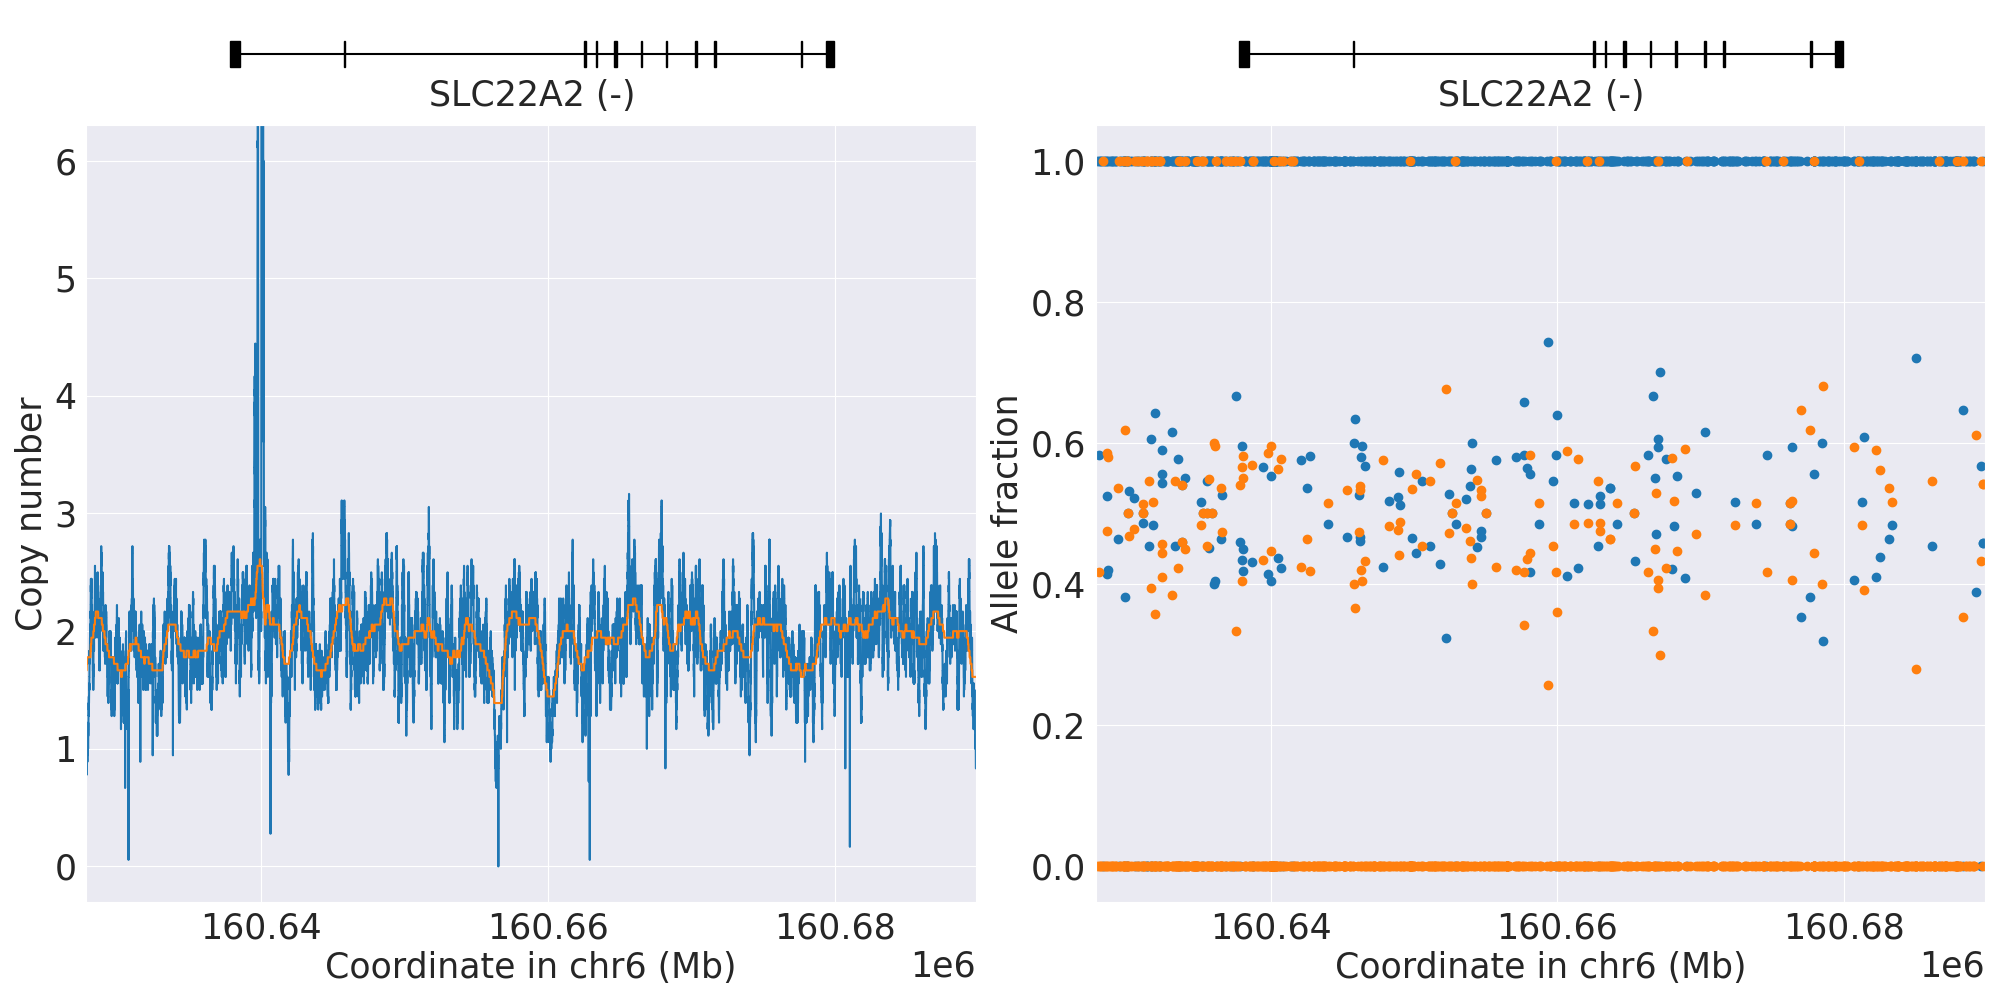 SLC22A2 (-)
SLC22A2 (-)
Copy number
6
5
4
3
2
1
0
160.64
160.66
160.68
Coordinate in chr6 (Mb)
1e6
Allele fraction
1.0
0.8
0.6
0.4
0.2
0.0
160.64
160.66
160.68
Coordinate in chr6 (Mb)
1e6